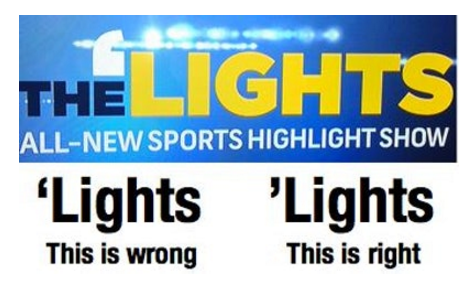 THE ‘LIGHTS
ALL-NEW SPORTS HIGHLIGHT SHOW
‘Lights ’Lights
This is wrong This is right